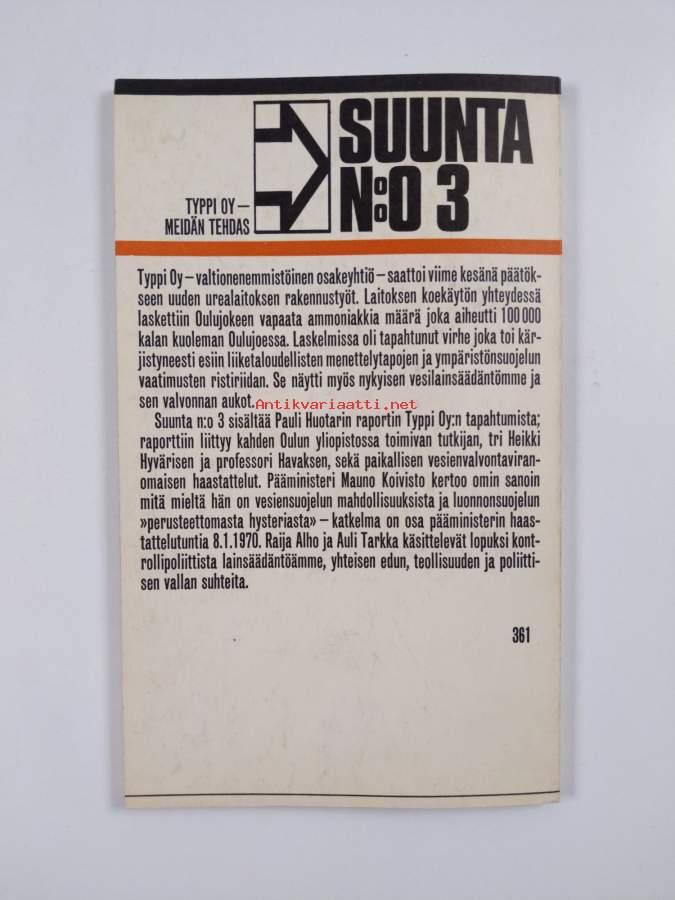 SUUNTA
N:o 3
TYPPI OY —
MEIDÄN TEHDAS
Typpi Oy — valtionenemmistöinen osakeyhtiö — saattoi viime kesänä päätök-
seen uuden urealaitoksen rakennustyöt. Laitoksen koekäytön yhteydessä
laskettiin Oulujokeen vapaata ammoniakkia määrä joka aiheutti 100 000
kalan kuoleman Oulujoessa. Laskelmissa oli tapahtunut virhe joka toi kär-
jistyneesti esiin liiketaloudellisten menettelytapojen ja ympäristönsuojelun
vaatimusten ristiriidan. Se näytti myös nykyisen vesilainsäädäntömme ja
sen valvonnan aukot.
Antikvariaatti.net
Suunta n:o 3 sisältää Pauli Huotarin raportin Typpi Oy:n tapahtumista;
raporttiin liittyy kahden Oulun yliopistossa toimivan tutkijan, tri Heikki
Hyvärisen ja professori Havaksen, sekä paikallisen vesienvalvontaviran-
omaisen haastattelut. Pääministeri Mauno Koivisto kertoo omin sanoin
mitä mieltä hän on vesiensuojelun mahdollisuuksista ja luonnonsuojelun
»perusteettomasta hysteriasta» — katkelma on osa pääministerin haas-
tattelutuntia 8.1.1970. Raija Alho ja Auli Tarkka käsittelevät lopuksi kont-
rollipoliittista lainsäädäntöämme, yhteisen edun, teollisuuden ja poliitti-
sen vallan suhteita.
361